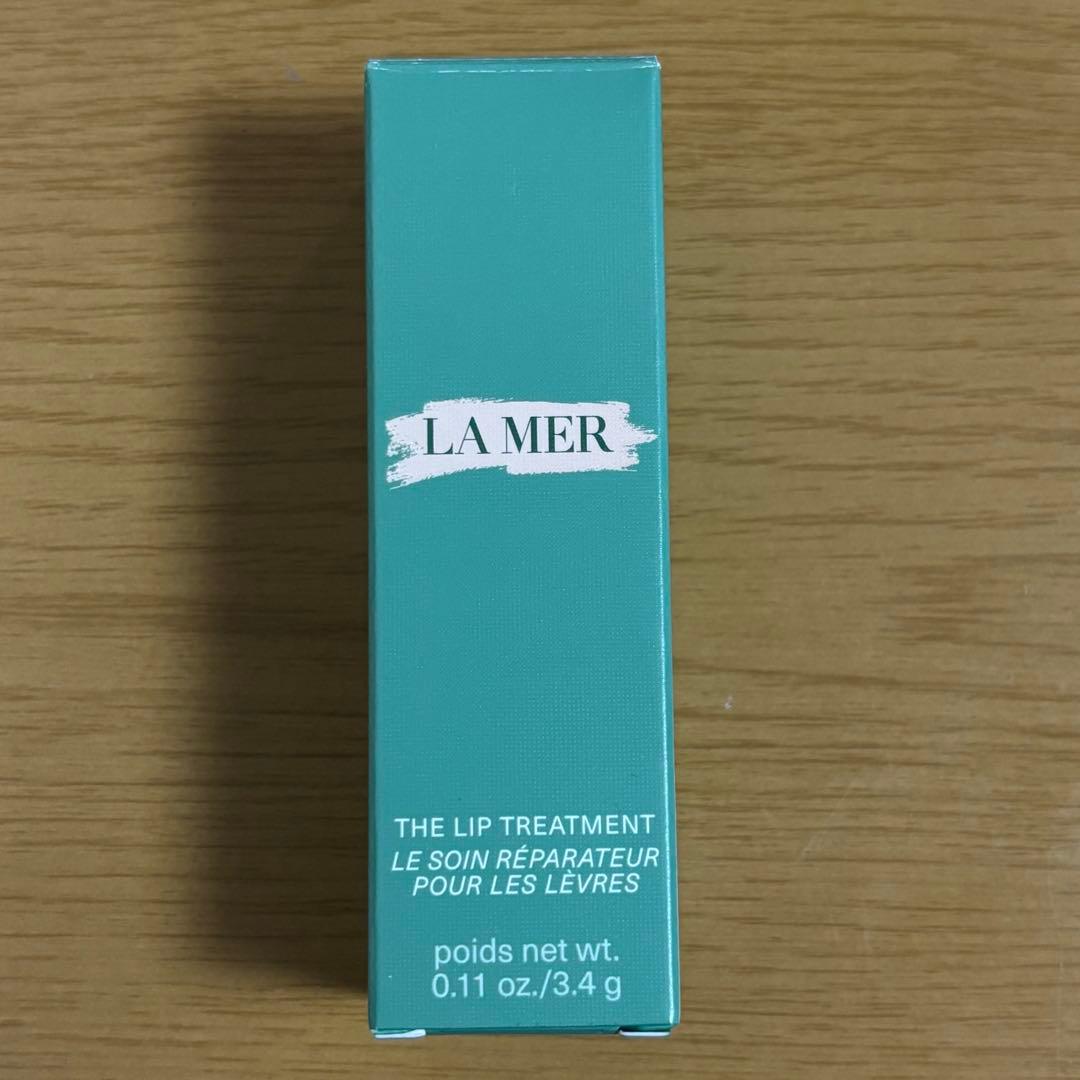 LA MER
THE LIP TREATMENT
LE SOIN RÉPARATEUR
POUR LES LÈVRES
poids net wt.
0.11 oz./3.4 g